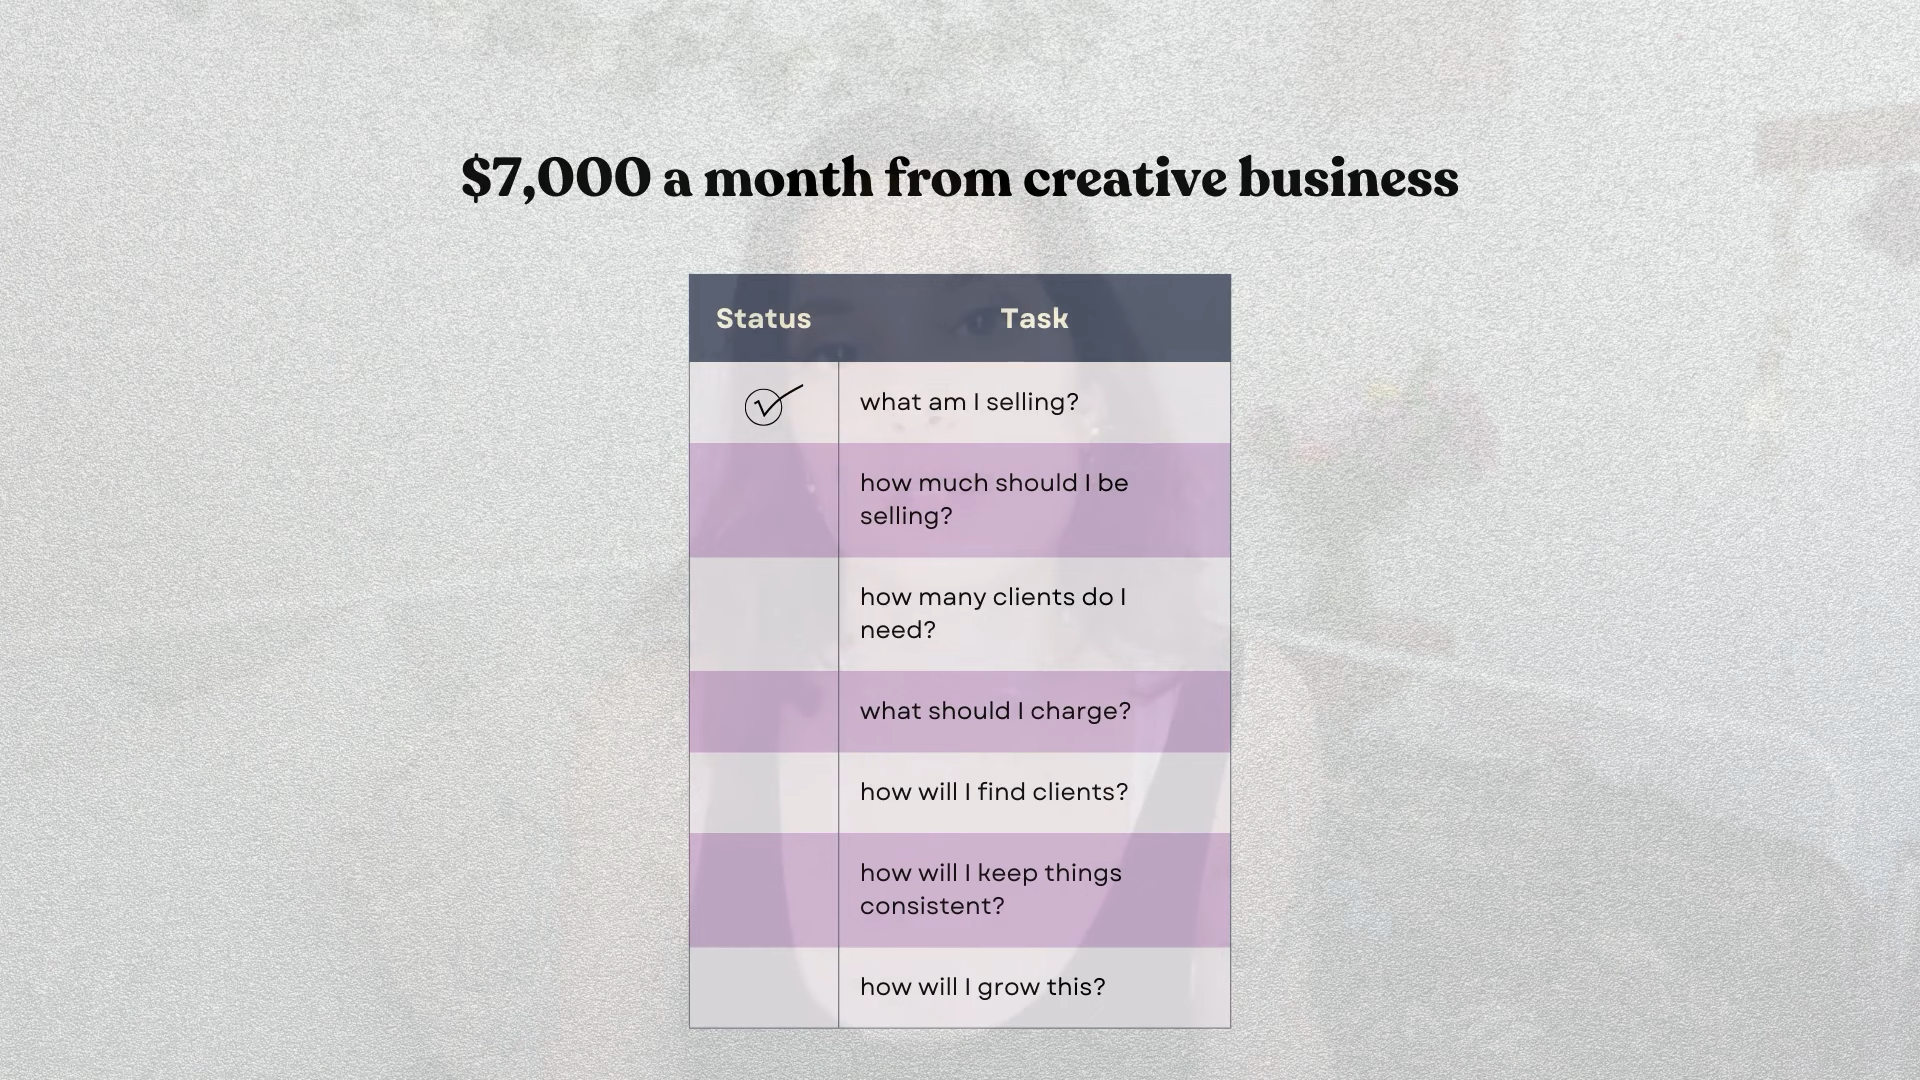 $7,000 a month from creative business
Status Task
what am I selling?
how much should I be
selling?
how many clients do I
need?
what should I charge?
how will I find clients?
how will I keep things
consistent?
how will I grow this?